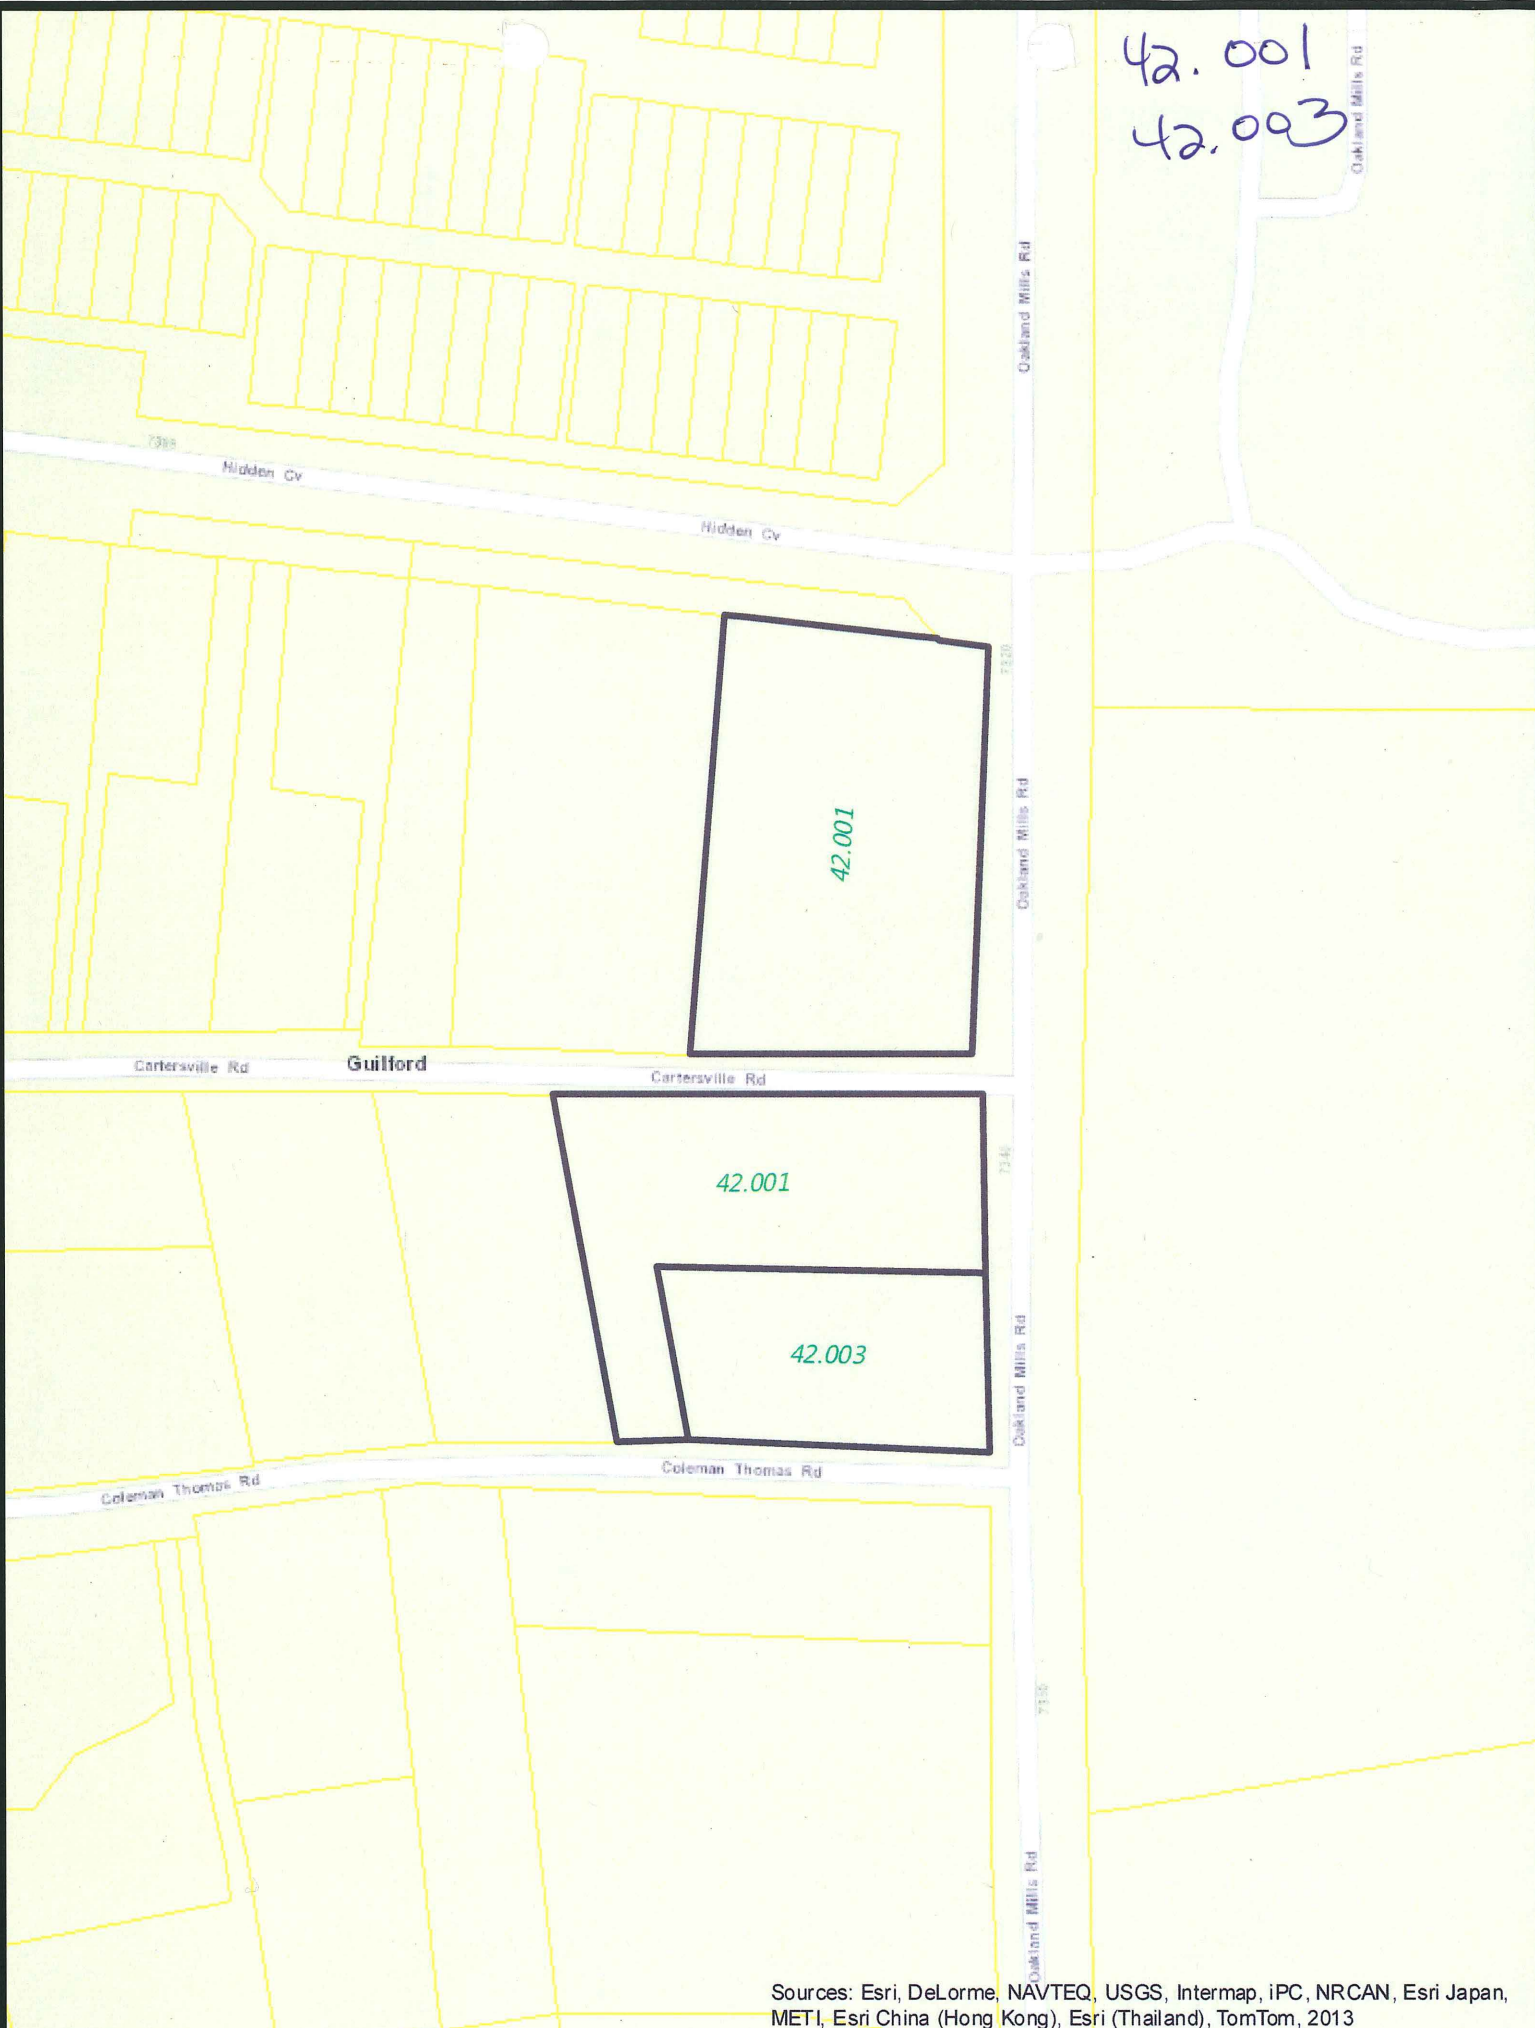 42. 001
42. 003
Oakland Mills Rd
Oakland Mills Rd
Hidden Cv
Hidden Cv
7320
42.001
Oakland Mills Rd
Cartersville Rd
Guilford
Cartersville Rd
42.001
7340
42.003
Oakland Mills Rd
Coleman Thomas Rd
Coleman Thomas Rd
Oakland Mills Rd
Sources: Esri, DeLorme, NAVTEQ, USGS, Intermap, iPC, NRCAN, Esri Japan,
METI, Esri China (Hong Kong), Esri (Thailand), TomTom, 2013